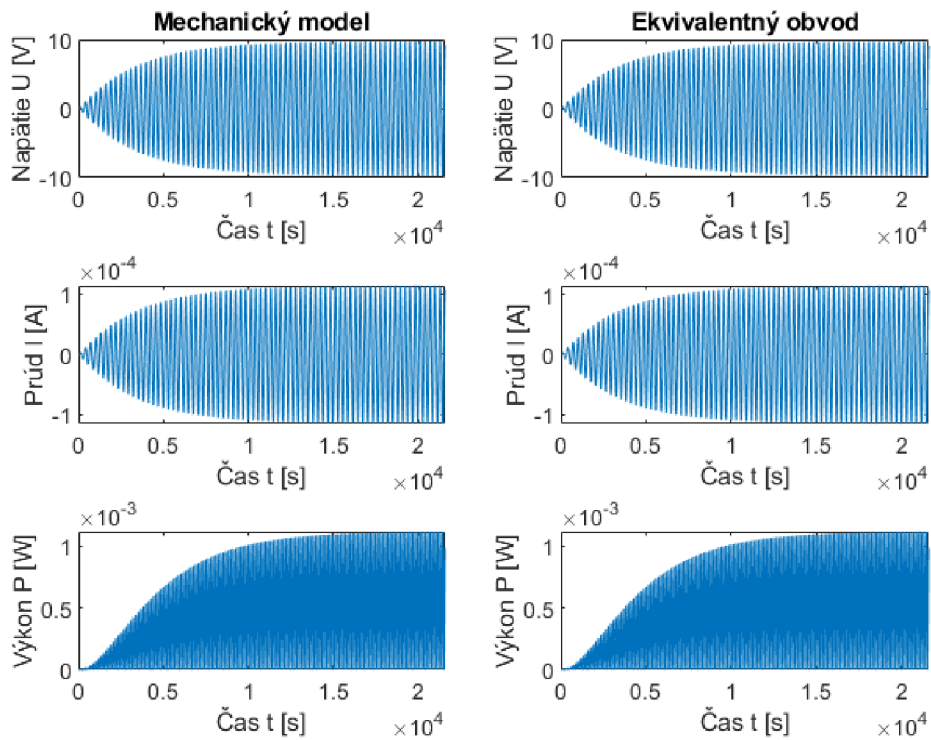 Mechanický model
Napätie U [V]
10
0
-10
0 0.5 1 1.5 2
Čas t [s]
×10^4
Ekvivalentný obvod
Napätie U [V]
10
0
-10
0 0.5 1 1.5 2
Čas t [s]
×10^4
×10^-4
Prúd I [A]
1
0
-1
0 0.5 1 1.5 2
Čas t [s]
×10^4
×10^-4
Prúd I [A]
1
0
-1
0 0.5 1 1.5 2
Čas t [s]
×10^4
×10^-3
Výkon P [W]
1
0.5
0
0 0.5 1 1.5 2
Čas t [s]
×10^4
×10^-3
Výkon P [W]
1
0.5
0
0 0.5 1 1.5 2
Čas t [s]
×10^4